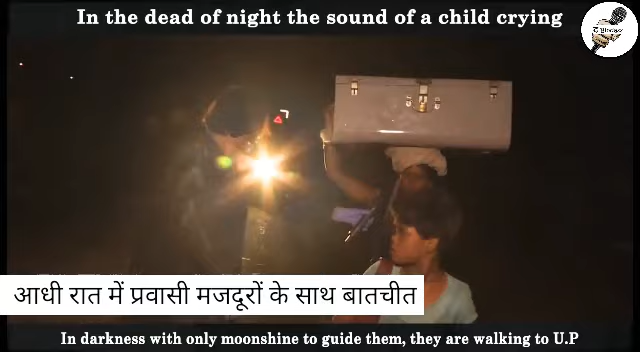 In the dead of night the sound of a child crying
आधी रात में प्रवासी मजदूरों के साथ बातचीत
In darkness with only moonshine to guide them, they are walking to U.P